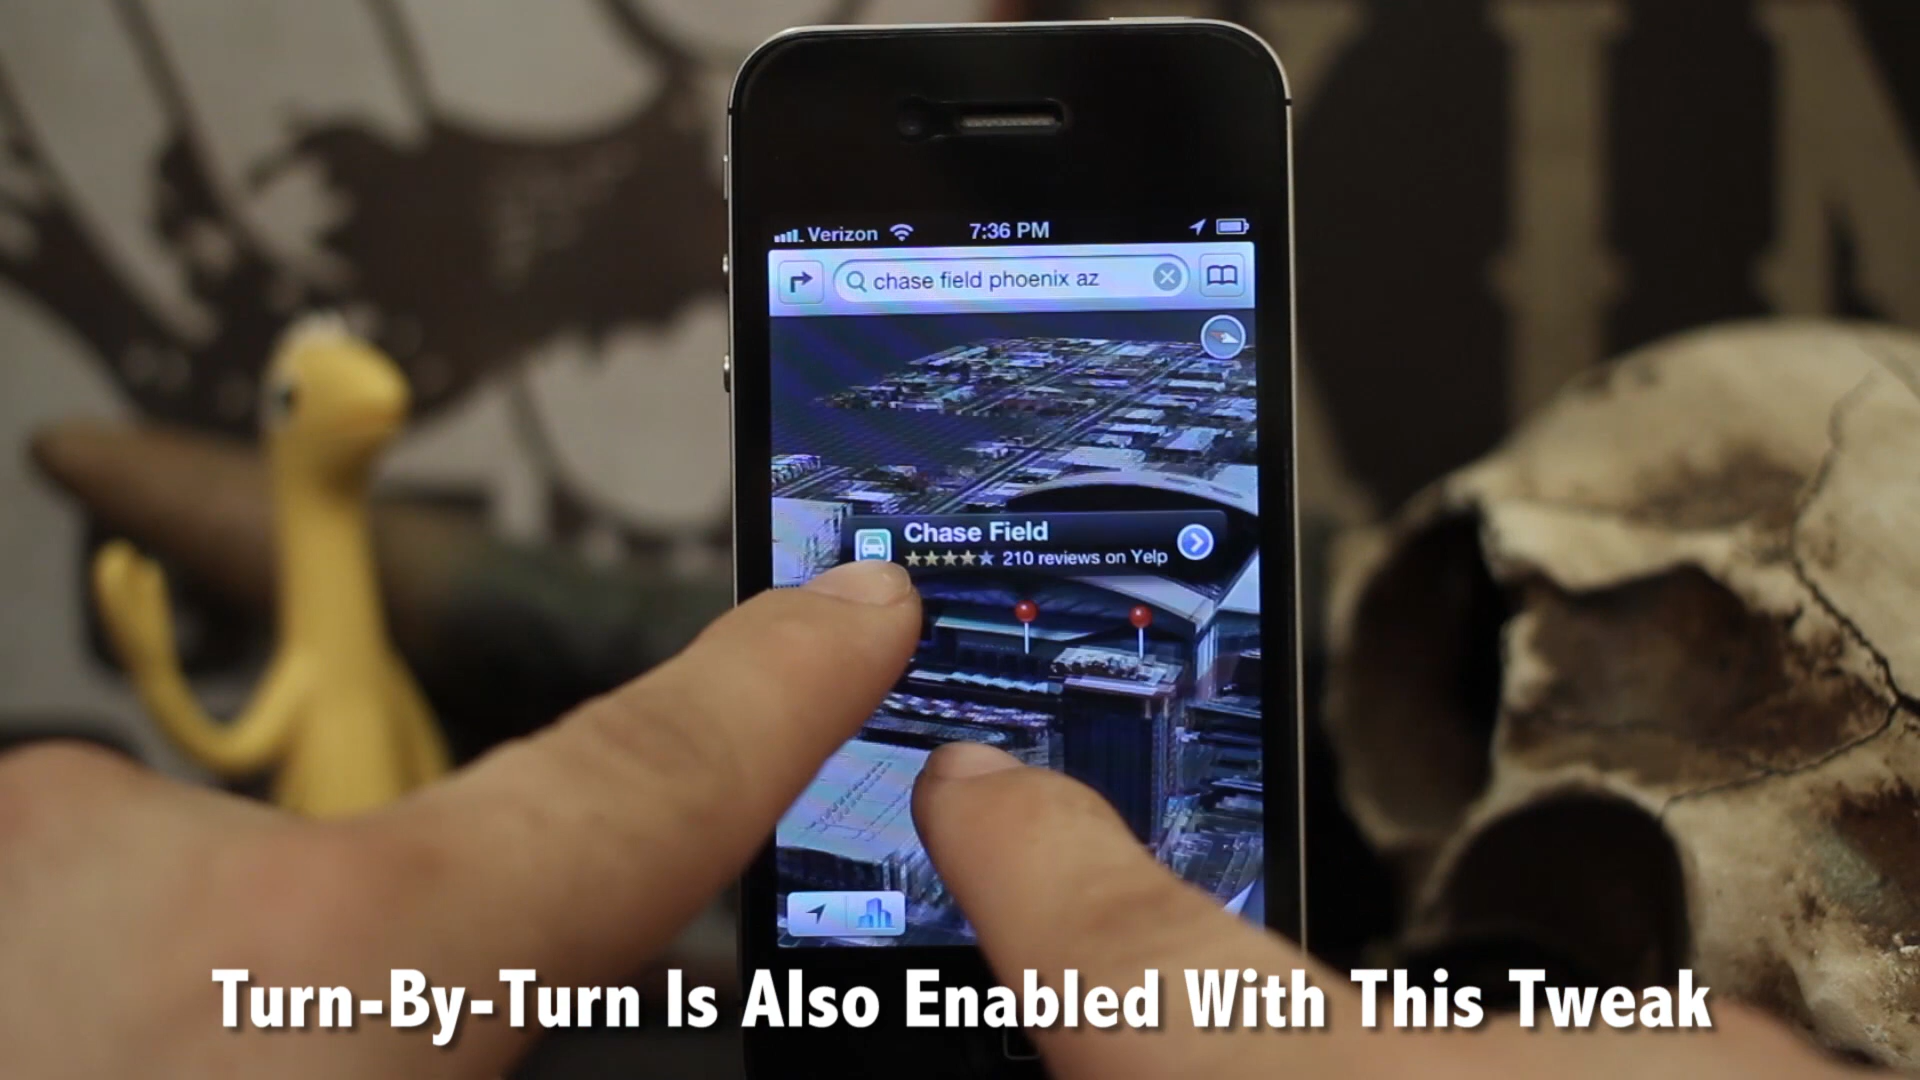 Verizon 7:36 PM
chase field phoenix az
Chase Field
210 reviews on Yelp
Turn-By-Turn Is Also Enabled With This Tweak